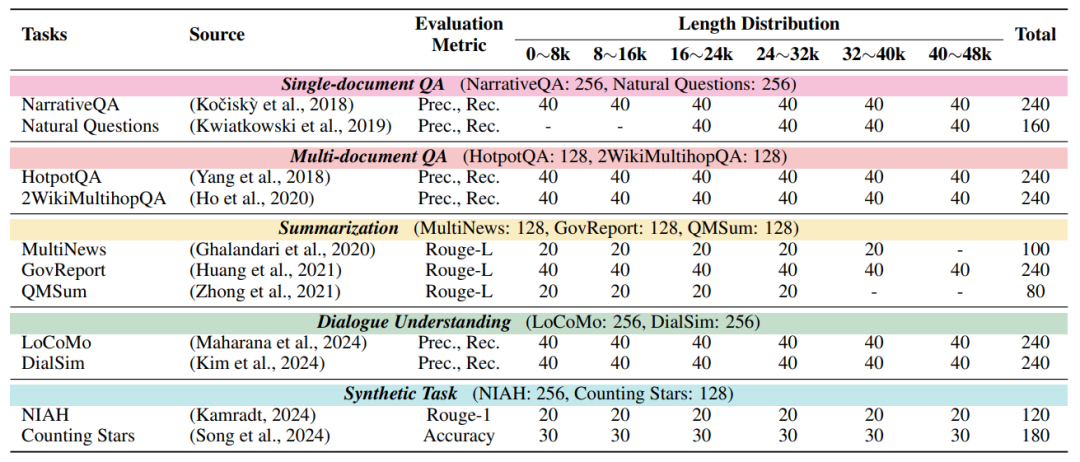 Tasks Source Evaluation Metric Length Distribution Total
0~8k 8~16k 16~24k 24~32k 32~40k 40~48k
Single-document QA (NarrativeQA: 256, Natural Questions: 256)
NarrativeQA (Kočiskỳ et al., 2018) Prec., Rec. 40 40 40 40 40 40 240
Natural Questions (Kwiatkowski et al., 2019) Prec., Rec. - - 40 40 40 40 160
Multi-document QA (HotpotQA: 128, 2WikiMultihopQA: 128)
HotpotQA (Yang et al., 2018) Prec., Rec. 40 40 40 40 40 40 240
2WikiMultihopQA (Ho et al., 2020) Prec., Rec. 40 40 40 40 40 40 240
Summarization (MultiNews: 128, GovReport: 128, QMSum: 128)
MultiNews (Ghalandari et al., 2020) Rouge-L 20 20 20 20 20 - 100
GovReport (Huang et al., 2021) Rouge-L 40 40 40 40 40 40 240
QMSum (Zhong et al., 2021) Rouge-L 20 20 20 20 - - 80
Dialogue Understanding (LoCoMo: 256, DialSim: 256)
LoCoMo (Maharana et al., 2024) Prec., Rec. 40 40 40 40 40 40 240
DialSim (Kim et al., 2024) Prec., Rec. 40 40 40 40 40 40 240
Synthetic Task (NIAH: 256, Counting Stars: 128)
NIAH (Kamradt, 2024) Rouge-1 20 20 20 20 20 20 120
Counting Stars (Song et al., 2024) Accuracy 30 30 30 30 30 30 180